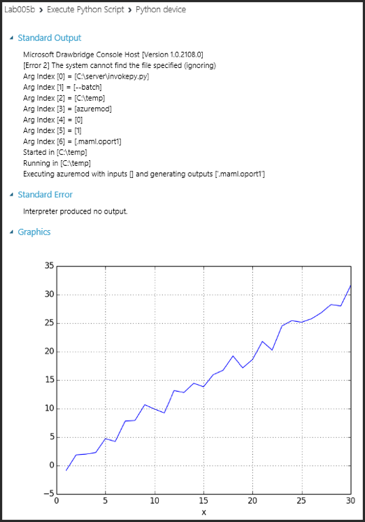 Lab005b > Execute Python Script > Python device
Standard Output
Microsoft Drawbridge Console Host [Version 1.0.2108.0]
[Error 2] The system cannot find the file specified (ignoring)
Arg Index [0] = [C:\server\invokepy.py]
Arg Index [1] = [--batch]
Arg Index [2] = [C:\temp]
Arg Index [3] = [azuremod]
Arg Index [4] = [0]
Arg Index [5] = [1]
Arg Index [6] = [.maml.oport1]
Started in [C:\temp]
Running in [C:\temp]
Executing azuremod with inputs [] and generating outputs ['.maml.oport1']
Standard Error
Interpreter produced no output.
Graphics
35
30
25
20
15
10
5
0
−5
0 5 10 15 20 25 30
x